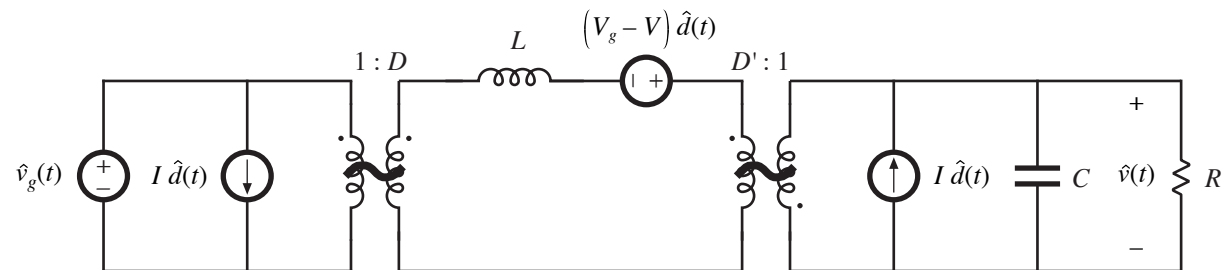 (V_g – V) d̂(t)
L
1 : D
D' : 1
+
–
v̂_g(t)
I d̂(t)
– +
I d̂(t)
C
+
v̂(t)
–
R